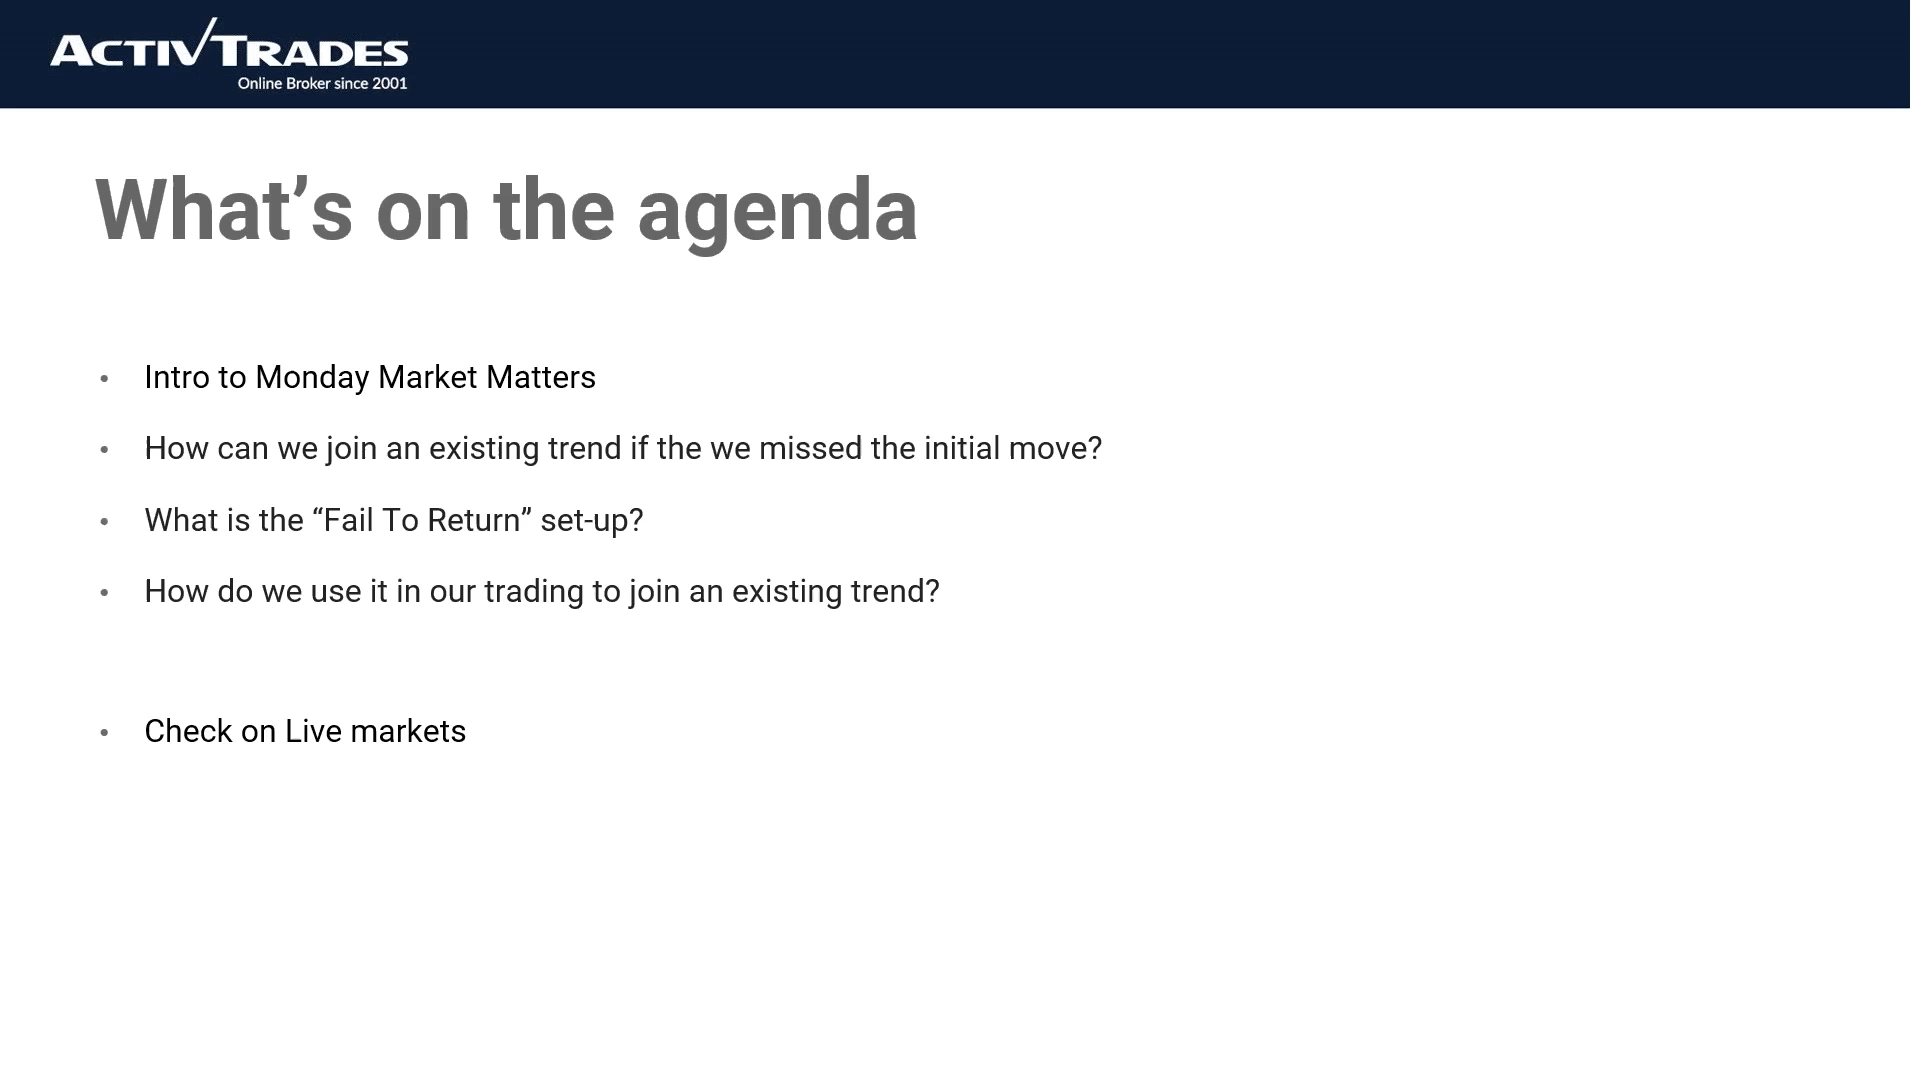 ACTIVTRADES
Online Broker since 2001
What’s on the agenda
• Intro to Monday Market Matters
• How can we join an existing trend if the we missed the initial move?
• What is the “Fail To Return” set-up?
• How do we use it in our trading to join an existing trend?
• Check on Live markets